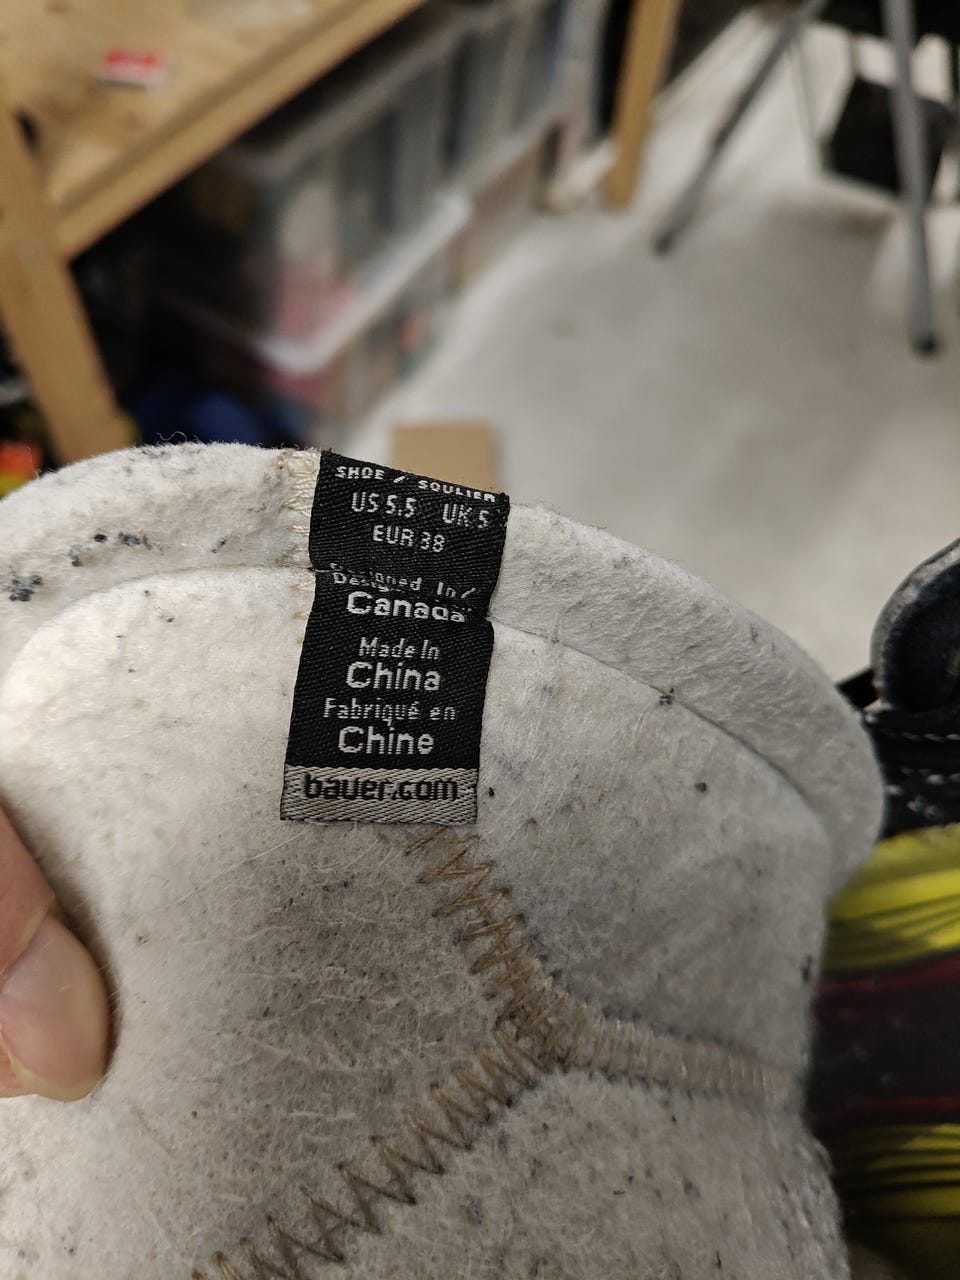 SHOE / SOULIER
US 5.5 UK 5
EUR 38
Designed In /
Canada
Made In
China
Fabriqué en
Chine
bauer.com